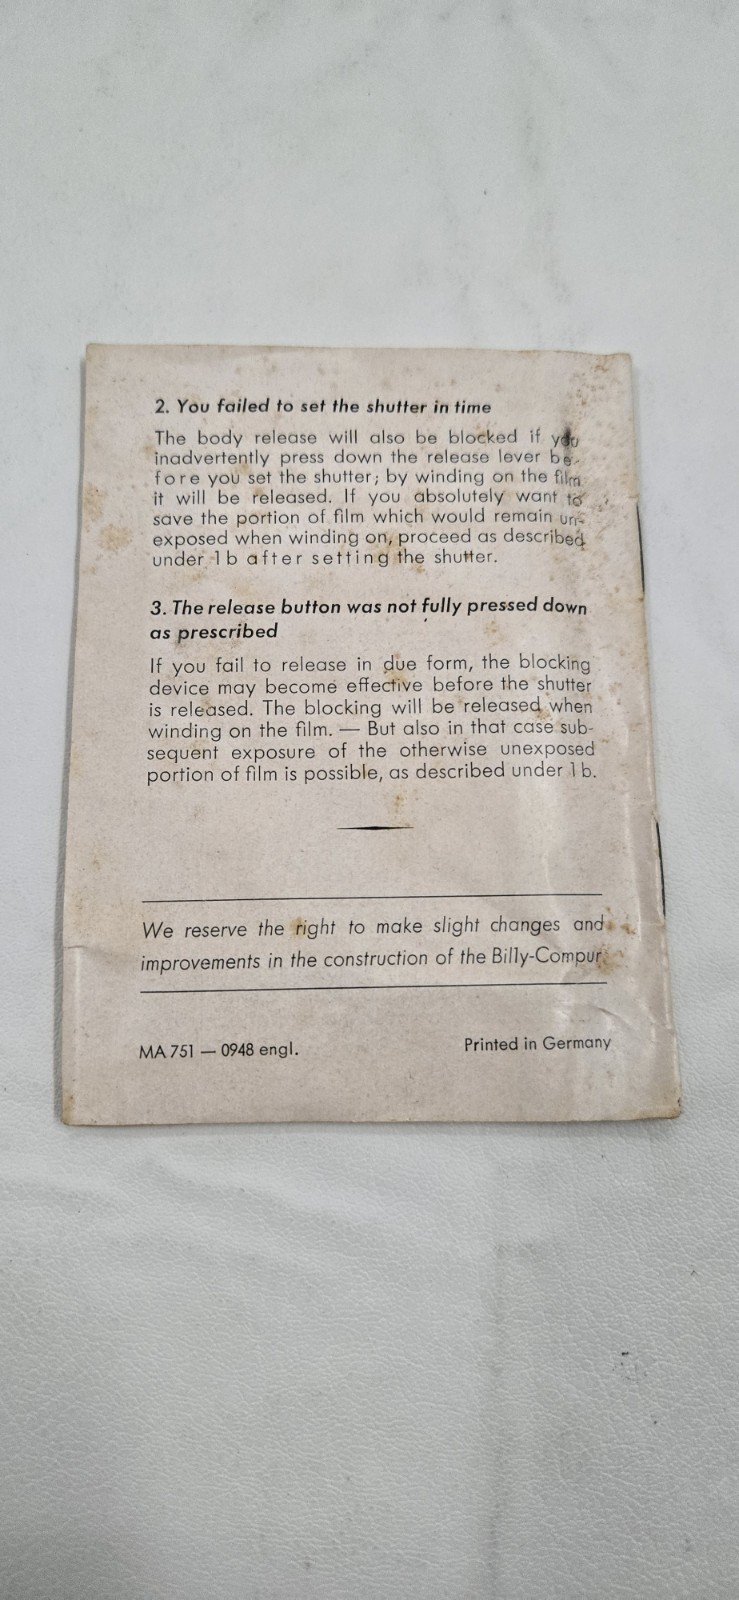 2. You failed to set the shutter in time
The body release will also be blocked if you
inadvertently press down the release lever be-
fore you set the shutter; by winding on the film
it will be released. If you absolutely want to
save the portion of film which would remain un-
exposed when winding on, proceed as described
under 1b after setting the shutter.
3. The release button was not fully pressed down
as prescribed
If you fail to release in due form, the blocking
device may become effective before the shutter
is released. The blocking will be released when
winding on the film. — But also in that case sub-
sequent exposure of the otherwise unexposed
portion of film is possible, as described under 1b.
We reserve the right to make slight changes and
improvements in the construction of the Billy-Compur.
MA 751 — 0948 engl.
Printed in Germany